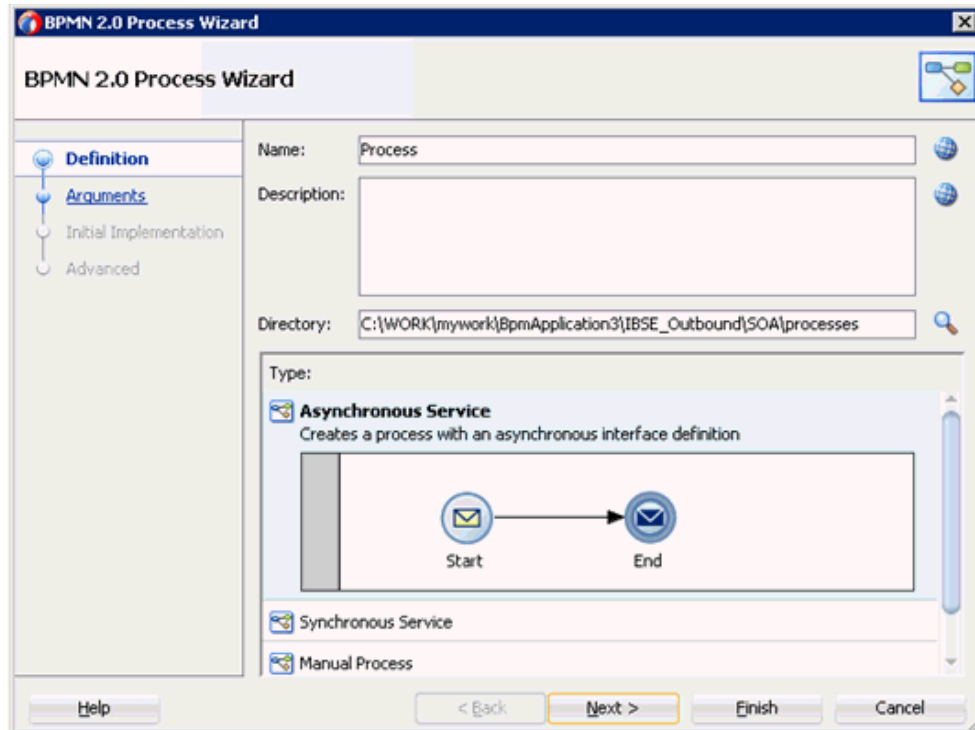 BPMN 2.0 Process Wizard
BPMN 2.0 Process Wizard
Definition
Arguments
Initial Implementation
Advanced
Name: Process
Description:
Directory: C:\WORK\mywork\BpmApplication3\IBSE_Outbound\SOA\processes
Type:
Asynchronous Service
Creates a process with an asynchronous interface definition
Start End
Synchronous Service
Manual Process
Help < Back Next > Finish Cancel